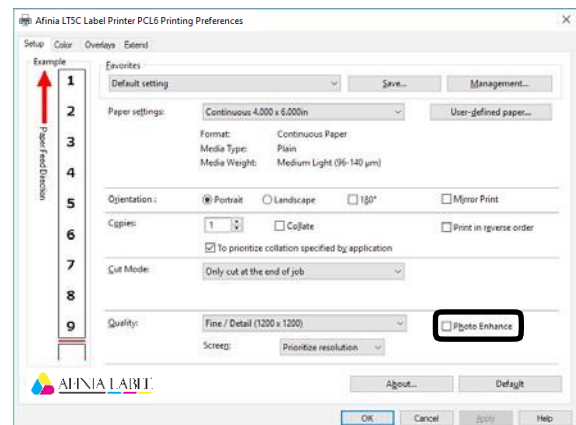 Afinia LT5C Label Printer PCL6 Printing Preferences
Setup Color Overlays Extend
Example
Favorites
Default setting Save... Management...
Paper settings: Continuous 4.000 x 6.000in User-defined paper...
Format: Continuous Paper
Media Type: Plain
Media Weight: Medium Light (96-140 µm)
Orientation : Portrait Landscape 180° Mirror Print
Copies: 1 Collate Print in reverse order
To prioritize collation specified by application
Cut Mode: Only cut at the end of job
Quality: Fine / Detail (1200 x 1200) Photo Enhance
Screen: Prioritize resolution
Paper Feed Direction
1
2
3
4
5
6
7
8
9
AFINIA LABEL
About... Default
OK Cancel Apply Help